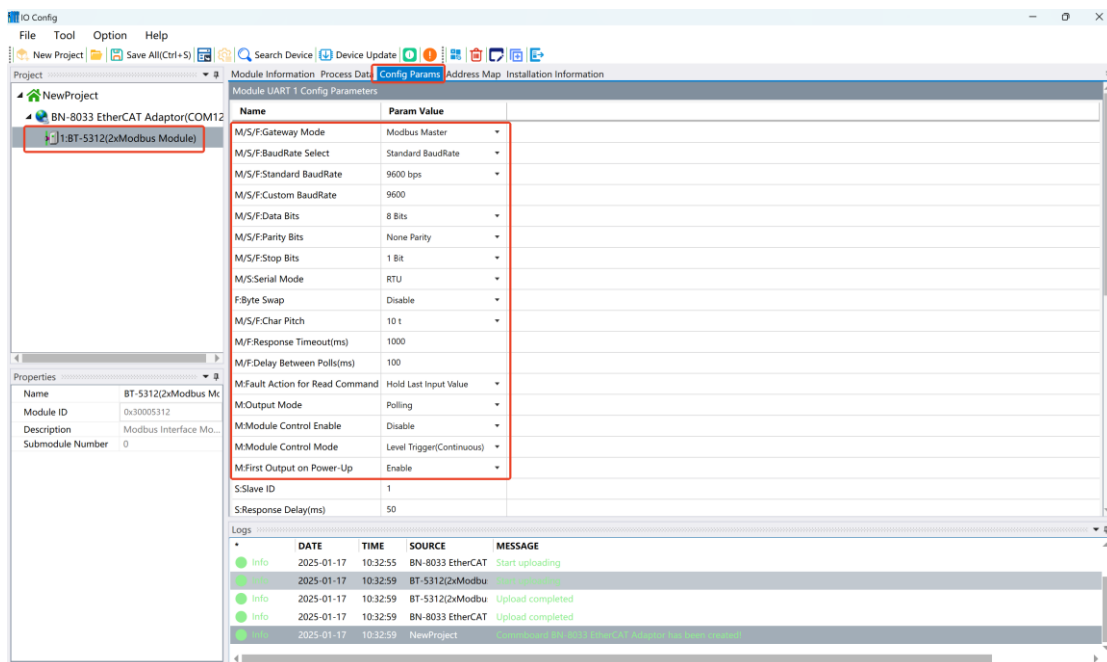 IO Config
File Tool Option Help
New Project Save All(Ctrl+S) Search Device Device Update
Project
NewProject
BN-8033 EtherCAT Adaptor(COM12
1:BT-5312(2xModbus Module)
Properties
Name BT-5312(2xModbus Mc
Module ID 0x30005312
Description Modbus Interface Mo...
Submodule Number 0
Module Information Process Data Config Params Address Map Installation Information
Module UART 1 Config Parameters
Name Param Value
M/S/F:Gateway Mode Modbus Master
M/S/F:BaudRate Select Standard BaudRate
M/S/F:Standard BaudRate 9600 bps
M/S/F:Custom BaudRate 9600
M/S/F:Data Bits 8 Bits
M/S/F:Parity Bits None Parity
M/S/F:Stop Bits 1 Bit
M/S:Serial Mode RTU
F:Byte Swap Disable
M/S/F:Char Pitch 10 t
M/F:Response Timeout(ms) 1000
M/F:Delay Between Polls(ms) 100
M:Fault Action for Read Command Hold Last Input Value
M:Output Mode Polling
M:Module Control Enable Disable
M:Module Control Mode Level Trigger(Continuous)
M:First Output on Power-Up Enable
S:Slave ID 1
S:Response Delay(ms) 50
Logs
* DATE TIME SOURCE MESSAGE
Info 2025-01-17 10:32:55 BN-8033 EtherCAT Start uploading
Info 2025-01-17 10:32:59 BT-5312(2xModbu
Info 2025-01-17 10:32:59 BT-5312(2xModbu Upload completed
Info 2025-01-17 10:32:59 BN-8033 EtherCAT Upload completed
Info 2025-01-17 10:32:59 NewProject Commboard BN-8033 EtherCAT Adaptor has been created!